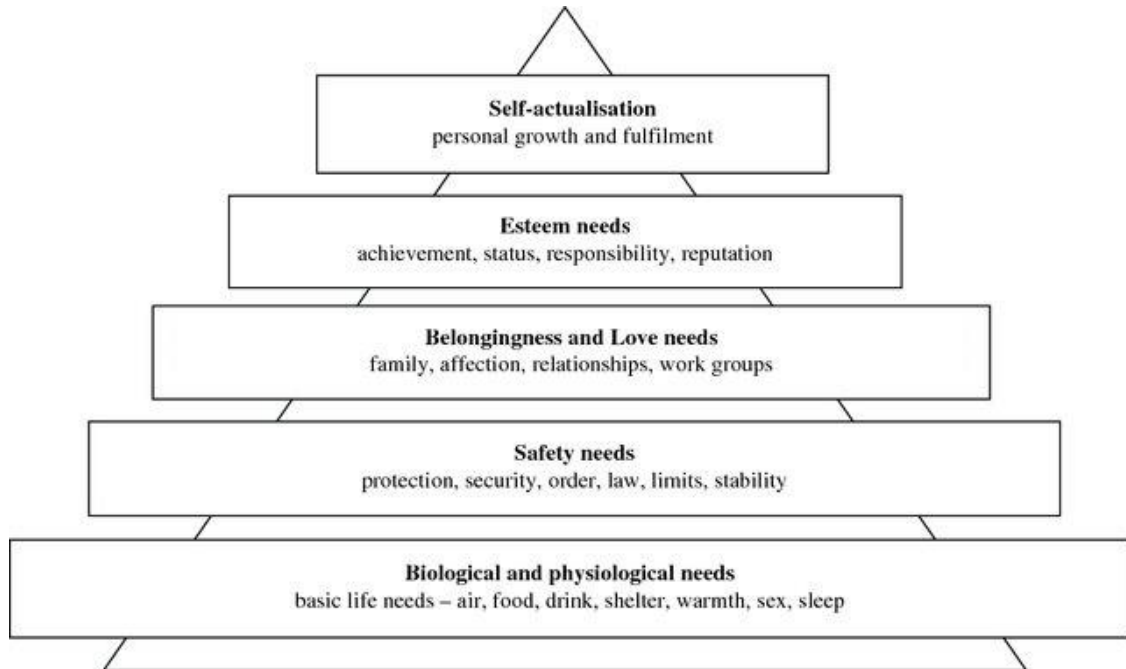 Self-actualisation
personal growth and fulfilment
Esteem needs
achievement, status, responsibility, reputation
Belongingness and Love needs
family, affection, relationships, work groups
Safety needs
protection, security, order, law, limits, stability
Biological and physiological needs
basic life needs – air, food, drink, shelter, warmth, sex, sleep